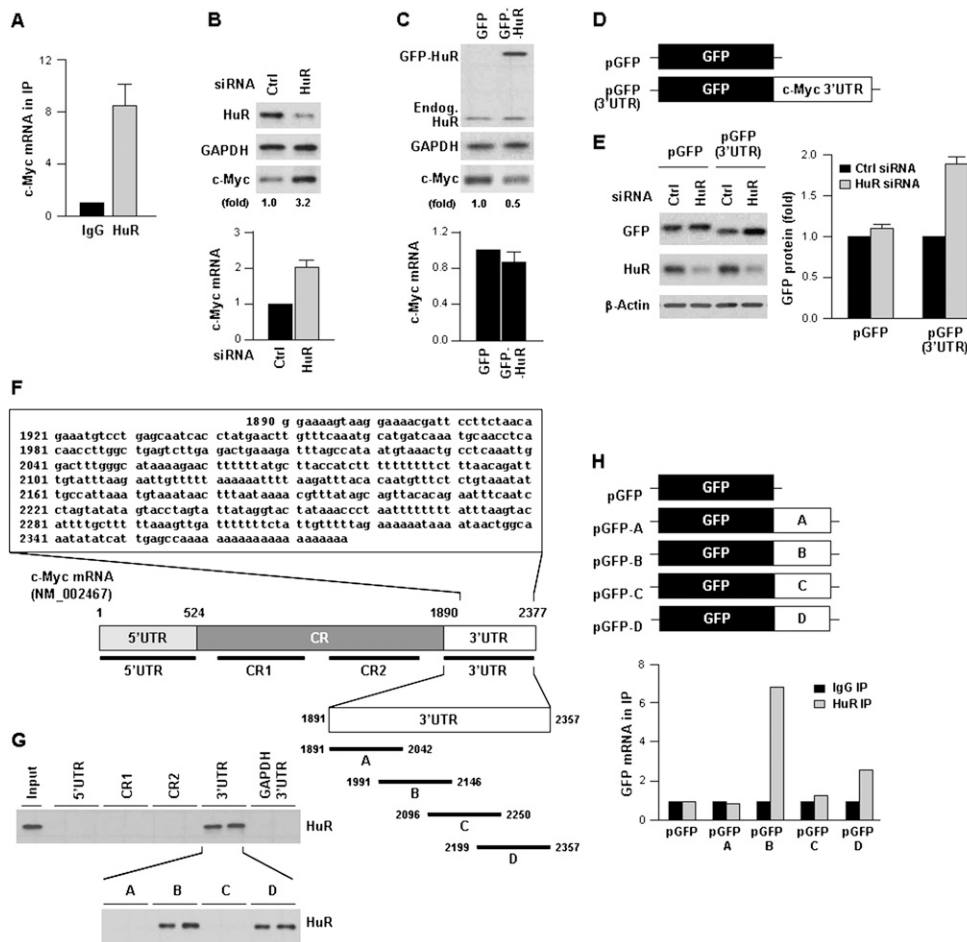 A
c-Myc mRNA in IP
12
8
4
0
IgG HuR
B
siRNA Ctrl HuR
HuR
GAPDH
c-Myc
(fold) 1.0 3.2
c-Myc mRNA
3
2
1
0
siRNA Ctrl HuR
C
GFP GFP-
-HuR
GFP-HuR
Endog.
HuR
GAPDH
c-Myc
(fold) 1.0 0.5
c-Myc mRNA
1.2
0.8
0.4
0.0
GFP GFP-
-HuR
D
pGFP GFP
pGFP
(3'UTR) GFP c-Myc 3'UTR
E
pGFP pGFP
(3'UTR)
siRNA Ctrl HuR Ctrl HuR
GFP
HuR
β-Actin
GFP protein (fold)
2.0
1.5
1.0
0.5
0.0
Ctrl siRNA
HuR siRNA
pGFP pGFP
(3'UTR)
F
1890 g gaaaagtaag gaaaacgatt ccttctaaca
1921 gaaatgtcct gagcaatcac ctatgaactt gtttcaaatg catgatcaaa tgcaacctca
1981 caaccttggc tgagtcttga gactgaaaga tttagccata atgtaaactg cctcaaattg
2041 gactttgggc ataaaagaac ttttttatgc ttaccatctt ttttttttct ttaacagatt
2101 tgtatttaag aattgttttt aaaaaatttt aagatttaca caatgtttct ctgtaaatat
2161 tgccattaaa tgtaaataac tttaataaaa cgtttatagc agttacacag aatttcaatc
2221 ctagtatata gtacctagta ttataggtac tataaaccct aatttttttt atttaagtac
2281 attttgcttt ttaaagttga tttttttcta ttgtttttag aaaaaataaa ataactggca
2341 aatatatcat tgagccaaaa aaaaaaaaaa aaaaaaa
c-Myc mRNA
(NM_002467)
1 524 1890 2377
5'UTR CR 3'UTR
5'UTR CR1 CR2 3'UTR
1891 3'UTR 2357
1891 2042
A
1991 2146
B
2096 2250
C
2199 2357
D
G
Input 5'UTR CR1 CR2 3'UTR GAPDH
3'UTR
HuR
A B C D
HuR
H
pGFP GFP
pGFP-A GFP A
pGFP-B GFP B
pGFP-C GFP C
pGFP-D GFP D
GFP mRNA in IP
8
6
4
2
0
IgG IP
HuR IP
pGFP pGFP pGFP pGFP pGFP
A B C D